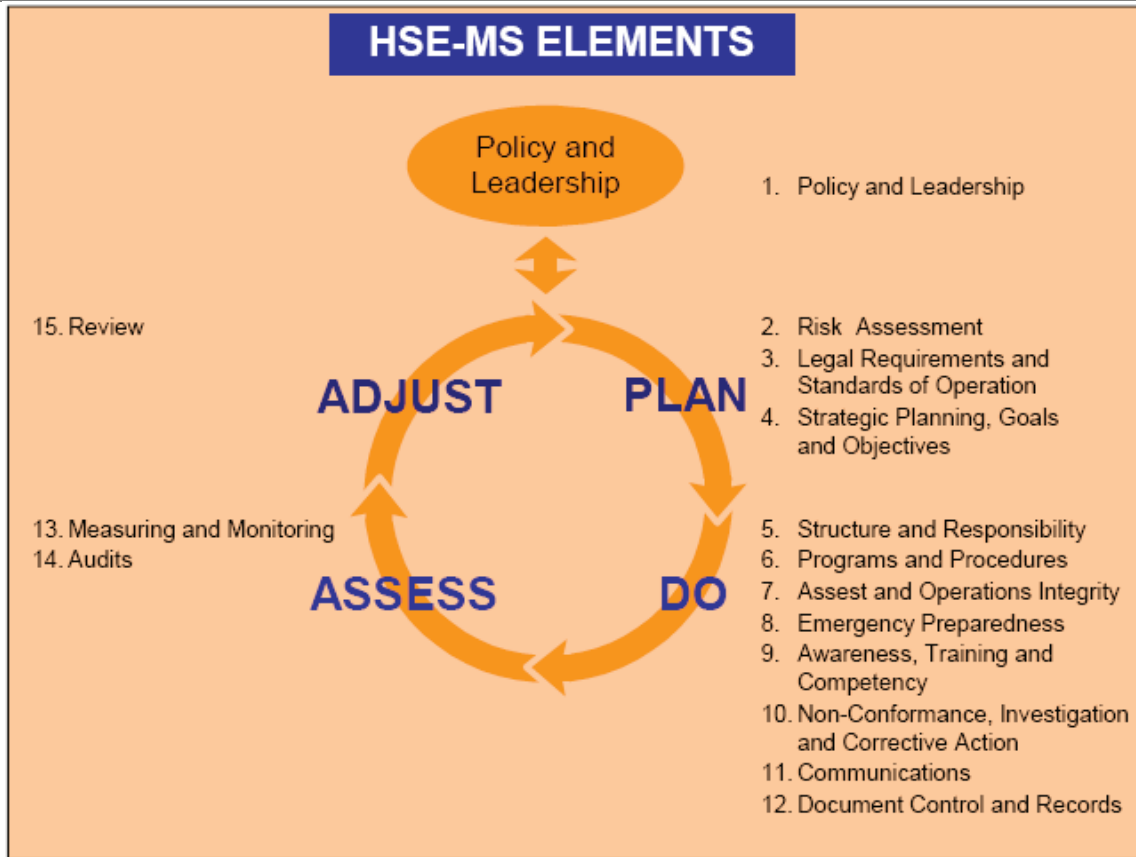 HSE-MS ELEMENTS
Policy and
Leadership
1. Policy and Leadership
15. Review
ADJUST
PLAN
2. Risk Assessment
3. Legal Requirements and
Standards of Operation
4. Strategic Planning, Goals
and Objectives
13. Measuring and Monitoring
14. Audits
ASSESS
DO
5. Structure and Responsibility
6. Programs and Procedures
7. Assest and Operations Integrity
8. Emergency Preparedness
9. Awareness, Training and
Competency
10. Non-Conformance, Investigation
and Corrective Action
11. Communications
12. Document Control and Records